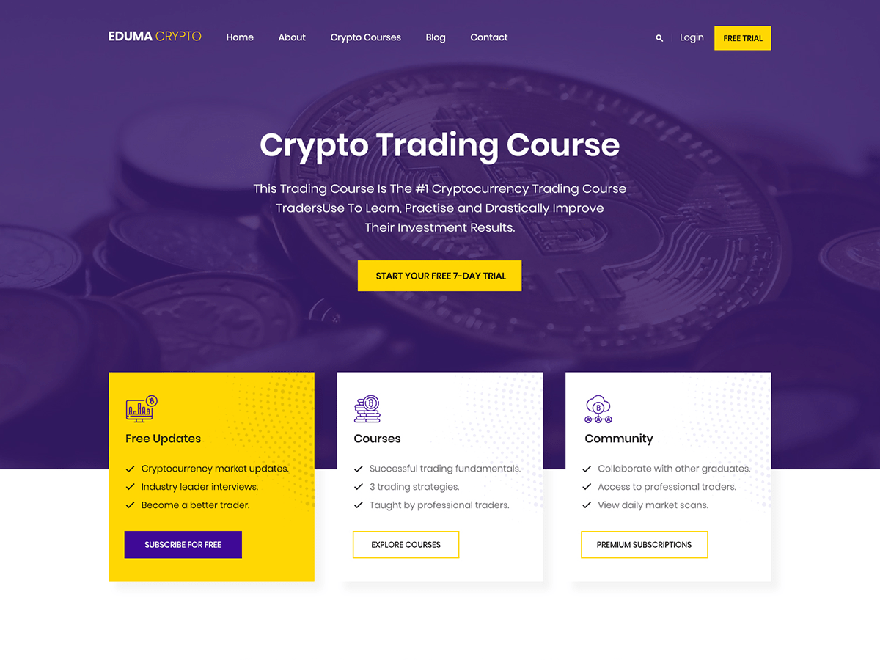 EDUMA CRYPTO Home About Crypto Courses Blog Contact Login FREE TRIAL
Crypto Trading Course
This Trading Course Is The #1 Cryptocurrency Trading Course
TradersUse To Learn, Practise and Drastically Improve
Their Investment Results.
START YOUR FREE 7-DAY TRIAL
Free Updates
Cryptocurrency market updates.
Industry leader interviews.
Become a better trader.
SUBSCRIBE FOR FREE
Courses
Successful trading fundamentals.
3 trading strategies.
Taught by professional traders.
EXPLORE COURSES
Community
Collaborate with other graduates.
Access to professional traders.
View daily market scans.
PREMIUM SUBSCRIPTIONS